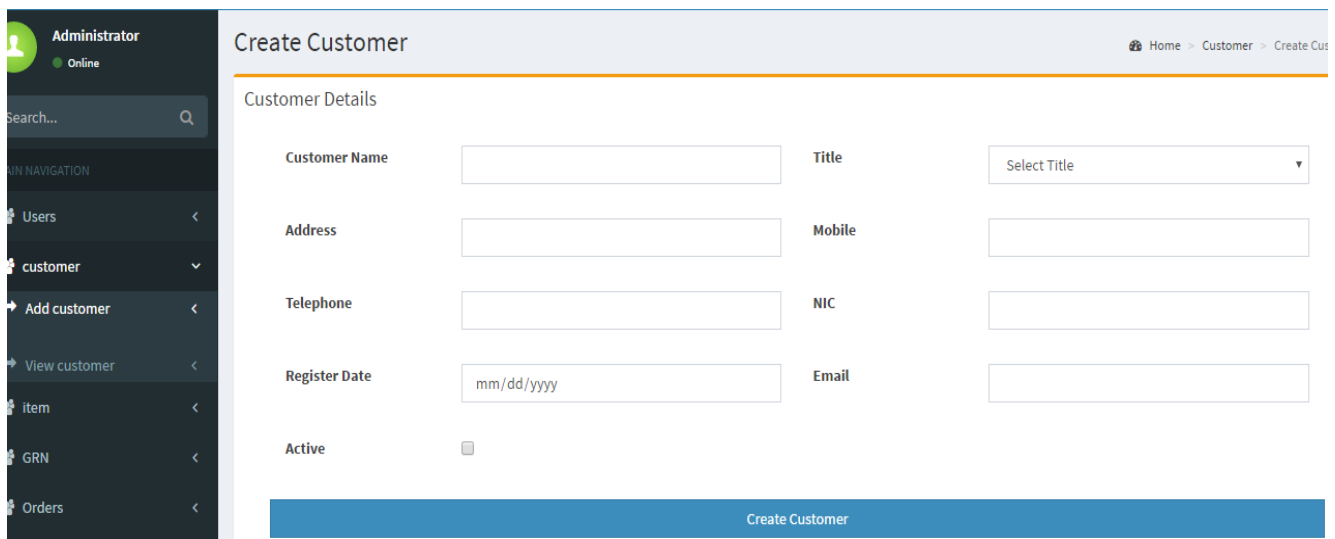 Administrator
Online
Search...
AIN NAVIGATION
Users
customer
Add customer
View customer
item
GRN
Orders
Create Customer
Home > Customer > Create Cus
Customer Details
Customer Name
Title
Select Title
Address
Mobile
Telephone
NIC
Register Date
mm/dd/yyyy
Email
Active
Create Customer